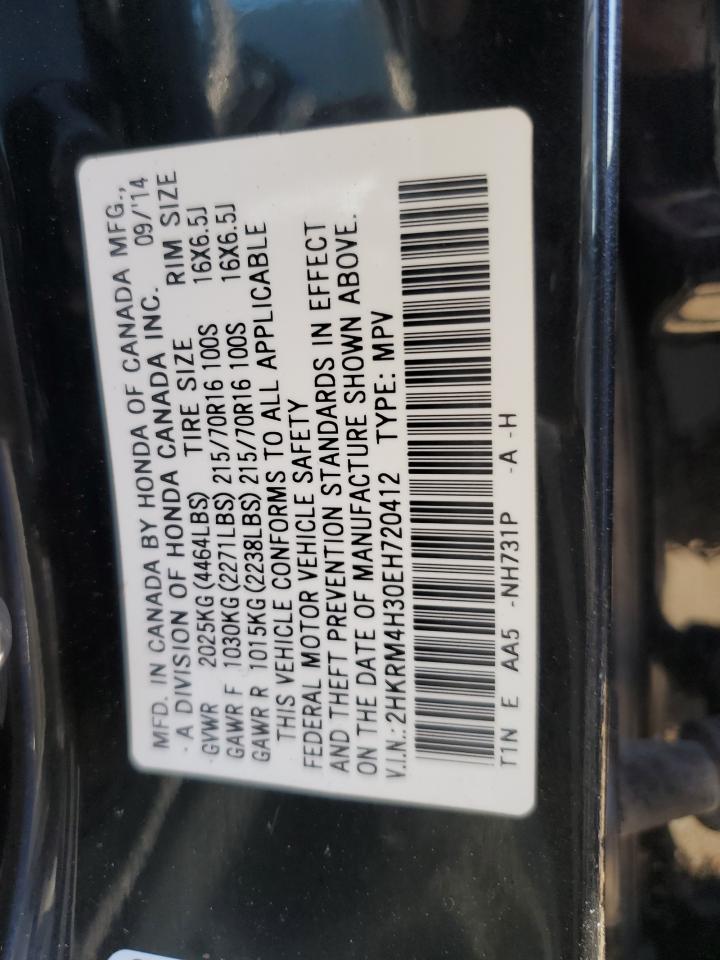 MFD. IN CANADA BY HONDA OF CANADA MFG.,
A DIVISION OF HONDA CANADA INC. 09/'14
GVWR 2025KG (4464LBS) TIRE SIZE RIM SIZE
GAWR F 1030KG (2271LBS) 215/70R16 100S 16X6.5J
GAWR R 1015KG (2238LBS) 215/70R16 100S 16X6.5J
THIS VEHICLE CONFORMS TO ALL APPLICABLE
FEDERAL MOTOR VEHICLE SAFETY
AND THEFT PREVENTION STANDARDS IN EFFECT
ON THE DATE OF MANUFACTURE SHOWN ABOVE.
V.I.N.: 2HKRM4H30EH720412 TYPE: MPV
T1N E AA5 -NH731P -A -H